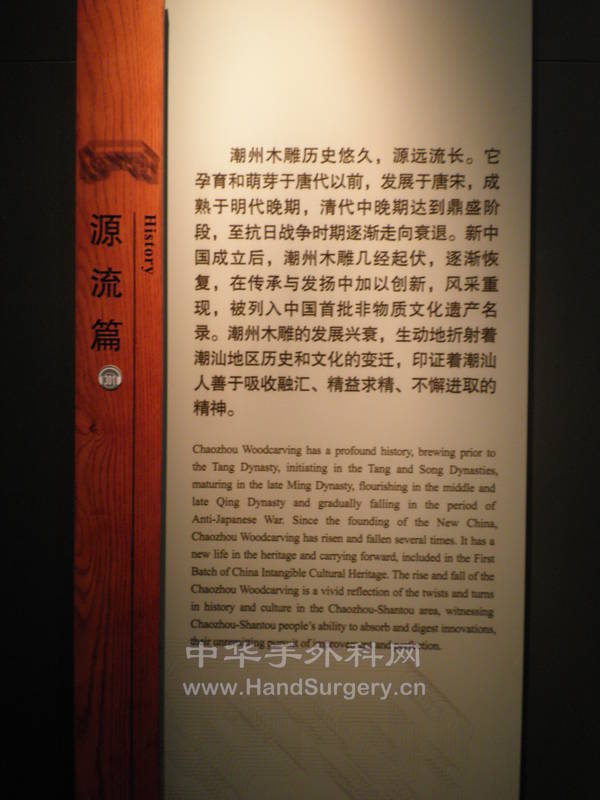 源流篇
History
301
潮州木雕历史悠久，源远流长。它
孕育和萌芽于唐代以前，发展于唐宋，成
熟于明代晚期，清代中晚期达到鼎盛阶
段，至抗日战争时期逐渐走向衰退。新中
国成立后，潮州木雕几经起伏，逐渐恢
复，在传承与发扬中加以创新，风采重
现，被列入中国首批非物质文化遗产名
录。潮州木雕的发展兴衰，生动地折射着
潮汕地区历史和文化的变迁，印证着潮汕
人善于吸收融汇、精益求精、不懈进取的
精神。
Chaozhou Woodcarving has a profound history, brewing prior to
the Tang Dynasty, initiating in the Tang and Song Dynasties,
maturing in the late Ming Dynasty, flourishing in the middle and
late Qing Dynasty and gradually falling in the period of
Anti-Japanese War. Since the founding of the New China,
Chaozhou Woodcarving has risen and fallen several times. It has a
new life in the heritage and carrying forward, included in the First
Batch of China Intangible Cultural Heritage. The rise and fall of the
Chaozhou Woodcarving is a vivid reflection of the twists and turns
in history and culture in the Chaozhou-Shantou area, witnessing
Chaozhou-Shantou people's ability to absorb and digest innovations,
their unremitting pursuit of improvement and perfection.
中华手外科网
www.HandSurgery.cn